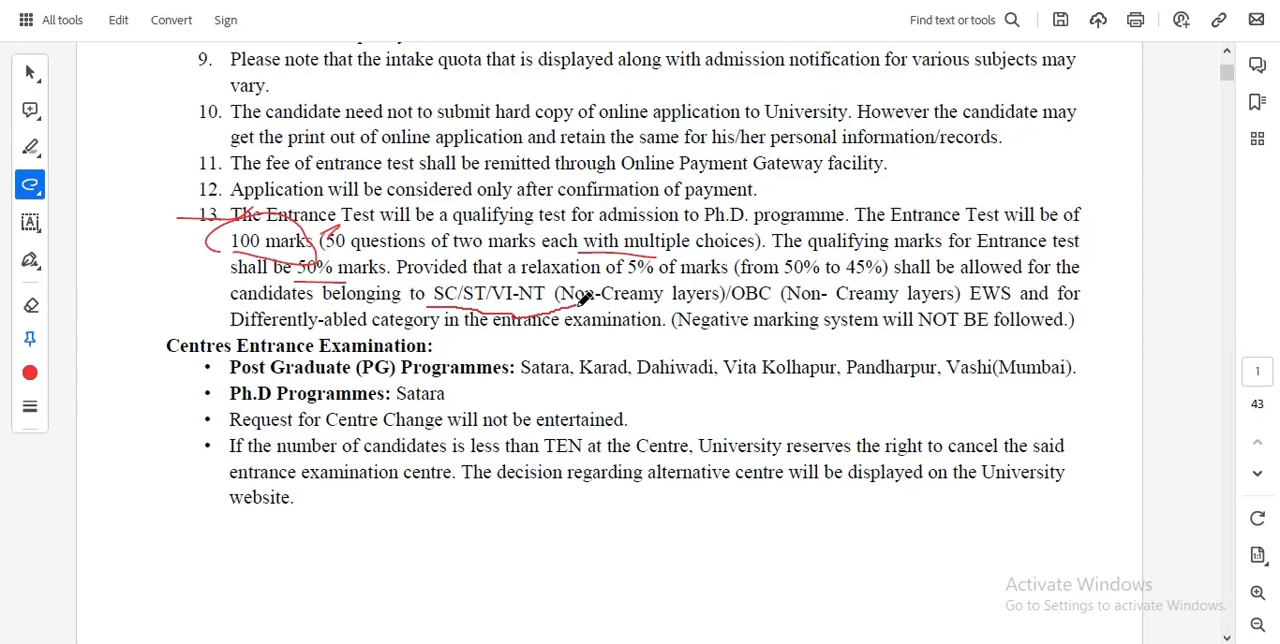 All tools Edit Convert Sign Find text or tools
9. Please note that the intake quota that is displayed along with admission notification for various subjects may
vary.
10. The candidate need not to submit hard copy of online application to University. However the candidate may
get the print out of online application and retain the same for his/her personal information/records.
11. The fee of entrance test shall be remitted through Online Payment Gateway facility.
12. Application will be considered only after confirmation of payment.
13. The Entrance Test will be a qualifying test for admission to Ph.D. programme. The Entrance Test will be of
100 marks (50 questions of two marks each with multiple choices). The qualifying marks for Entrance test
shall be 50% marks. Provided that a relaxation of 5% of marks (from 50% to 45%) shall be allowed for the
candidates belonging to SC/ST/VI-NT (Non-Creamy layers)/OBC (Non- Creamy layers) EWS and for
Differently-abled category in the entrance examination. (Negative marking system will NOT BE followed.)
Centres Entrance Examination:
• Post Graduate (PG) Programmes: Satara, Karad, Dahiwadi, Vita Kolhapur, Pandharpur, Vashi(Mumbai).
• Ph.D Programmes: Satara
• Request for Centre Change will not be entertained.
• If the number of candidates is less than TEN at the Centre, University reserves the right to cancel the said
entrance examination centre. The decision regarding alternative centre will be displayed on the University
website.
1
43
Activate Windows
Go to Settings to activate Windows.